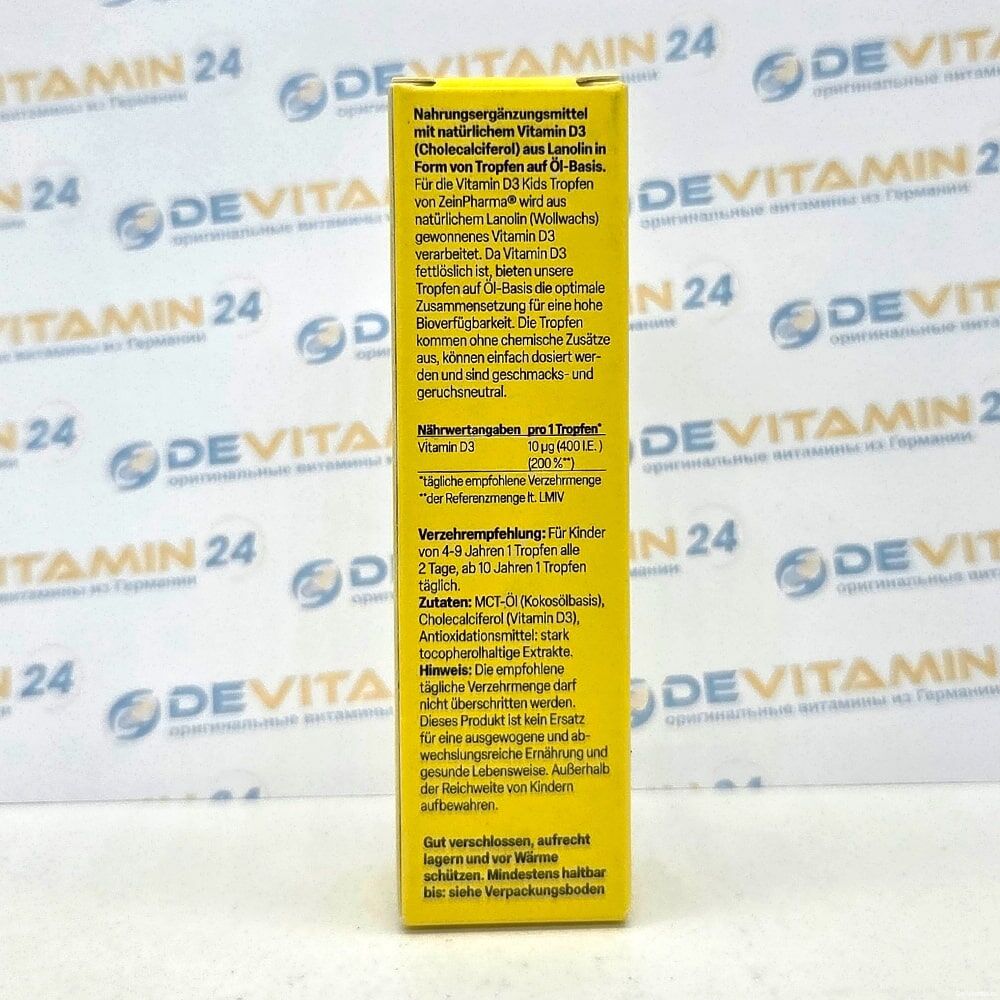 Nahrungsergänzungsmittel
mit natürlichem Vitamin D3
(Cholecalciferol) aus Lanolin in
Form von Tropfen auf Öl-Basis.
Für die Vitamin D3 Kids Tropfen
von ZeinPharma® wird aus
natürlichem Lanolin (Wollwachs)
gewonnenes Vitamin D3
verarbeitet. Da Vitamin D3
fettlöslich ist, bieten unsere
Tropfen auf Öl-Basis die optimale
Zusammensetzung für eine hohe
Bioverfügbarkeit. Die Tropfen
kommen ohne chemische Zusätze
aus, können einfach dosiert wer-
den und sind geschmacks- und
geruchsneutral.
Nährwertangaben pro 1 Tropfen*
Vitamin D3 10 µg (400 I.E.)
(200 %**)
*tägliche empfohlene Verzehrmenge
**der Referenzmenge lt. LMIV
Verzehrempfehlung: Für Kinder
von 4-9 Jahren 1 Tropfen alle
2 Tage, ab 10 Jahren 1 Tropfen
täglich.
Zutaten: MCT-Öl (Kokosölbasis),
Cholecalciferol (Vitamin D3),
Antioxidationsmittel: stark
tocopherolhaltige Extrakte.
Hinweis: Die empfohlene
tägliche Verzehrmenge darf
nicht überschritten werden.
Dieses Produkt ist kein Ersatz
für eine ausgewogene und ab-
wechslungsreiche Ernährung und
gesunde Lebensweise. Außerhalb
der Reichweite von Kindern
aufbewahren.
Gut verschlossen, aufrecht
lagern und vor Wärme
schützen. Mindestens haltbar
bis: siehe Verpackungsboden
DEVITAMIN 24
оригинальные витамины из Германии